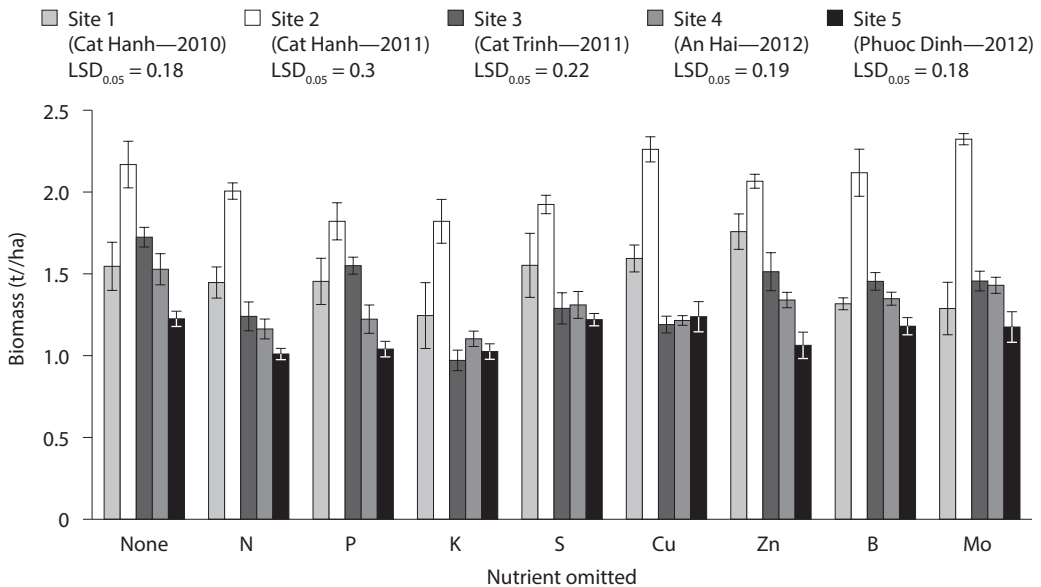 Site 1
(Cat Hanh—2010)
LSD0.05 = 0.18
Site 2
(Cat Hanh—2011)
LSD0.05 = 0.3
Site 3
(Cat Trinh—2011)
LSD0.05 = 0.22
Site 4
(An Hai—2012)
LSD0.05 = 0.19
Site 5
(Phuoc Dinh—2012)
LSD0.05 = 0.18
Biomass (t//ha)
2.5
2.0
1.5
1.0
0.5
0
None N P K S Cu Zn B Mo
Nutrient omitted